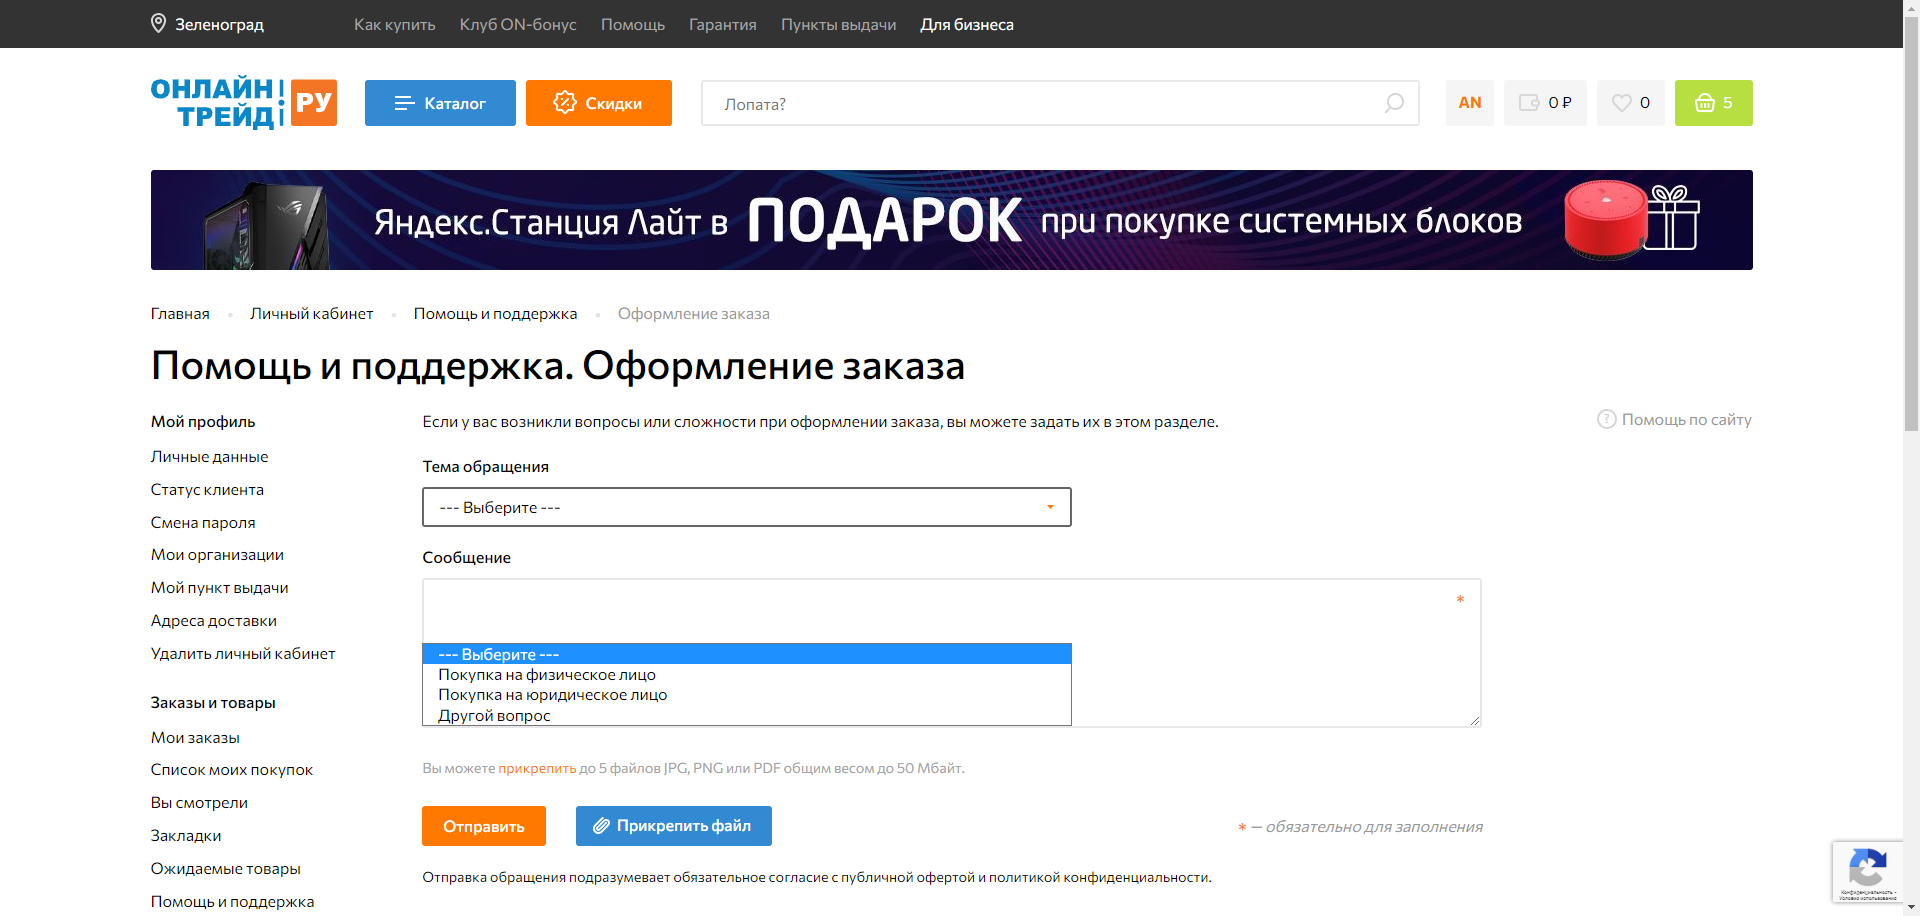 Зеленоград
Как купить
Клуб ON-бонус
Помощь
Гарантия
Пункты выдачи
Для бизнеса
ОНЛАЙН
ТРЕЙД
РУ
Каталог
Скидки
Лопата?
AN
0 ₽
0
5
Яндекс.Станция Лайт в ПОДАРОК при покупке системных блоков
Главная
Личный кабинет
Помощь и поддержка
Оформление заказа
Помощь и поддержка. Оформление заказа
Мой профиль
Личные данные
Статус клиента
Смена пароля
Мои организации
Мой пункт выдачи
Адреса доставки
Удалить личный кабинет
Заказы и товары
Мои заказы
Список моих покупок
Вы смотрели
Закладки
Ожидаемые товары
Помощь и поддержка
Если у вас возникли вопросы или сложности при оформлении заказа, вы можете задать их в этом разделе.
? Помощь по сайту
Тема обращения
--- Выберите ---
Сообщение
*
--- Выберите ---
Покупка на физическое лицо
Покупка на юридическое лицо
Другой вопрос
Вы можете прикрепить до 5 файлов JPG, PNG или PDF общим весом до 50 Мбайт.
Отправить
Прикрепить файл
* — обязательно для заполнения
Отправка обращения подразумевает обязательное согласие с публичной офертой и политикой конфиденциальности.
Конфиденциальность -
Условия использования